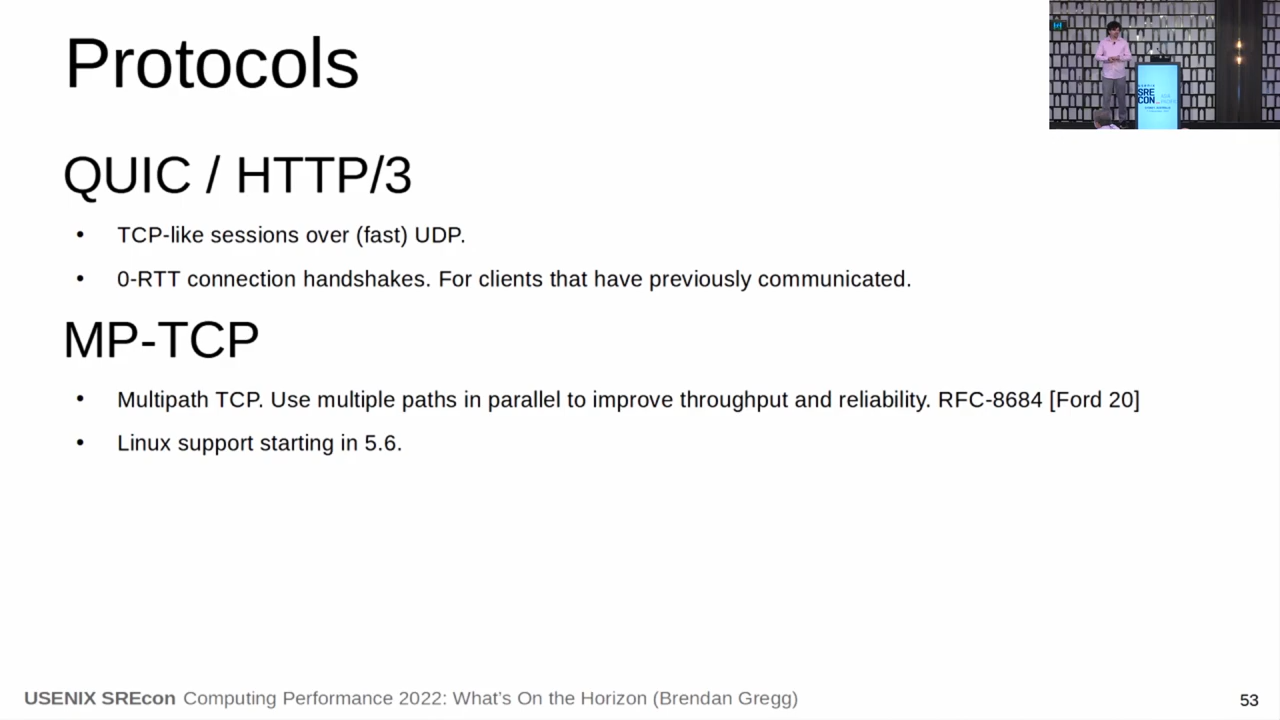 Protocols
QUIC / HTTP/3
• TCP-like sessions over (fast) UDP.
• 0-RTT connection handshakes. For clients that have previously communicated.
MP-TCP
• Multipath TCP. Use multiple paths in parallel to improve throughput and reliability. RFC-8684 [Ford 20]
• Linux support starting in 5.6.
USENIX SREcon Computing Performance 2022: What's On the Horizon (Brendan Gregg)
53
SRE
CON